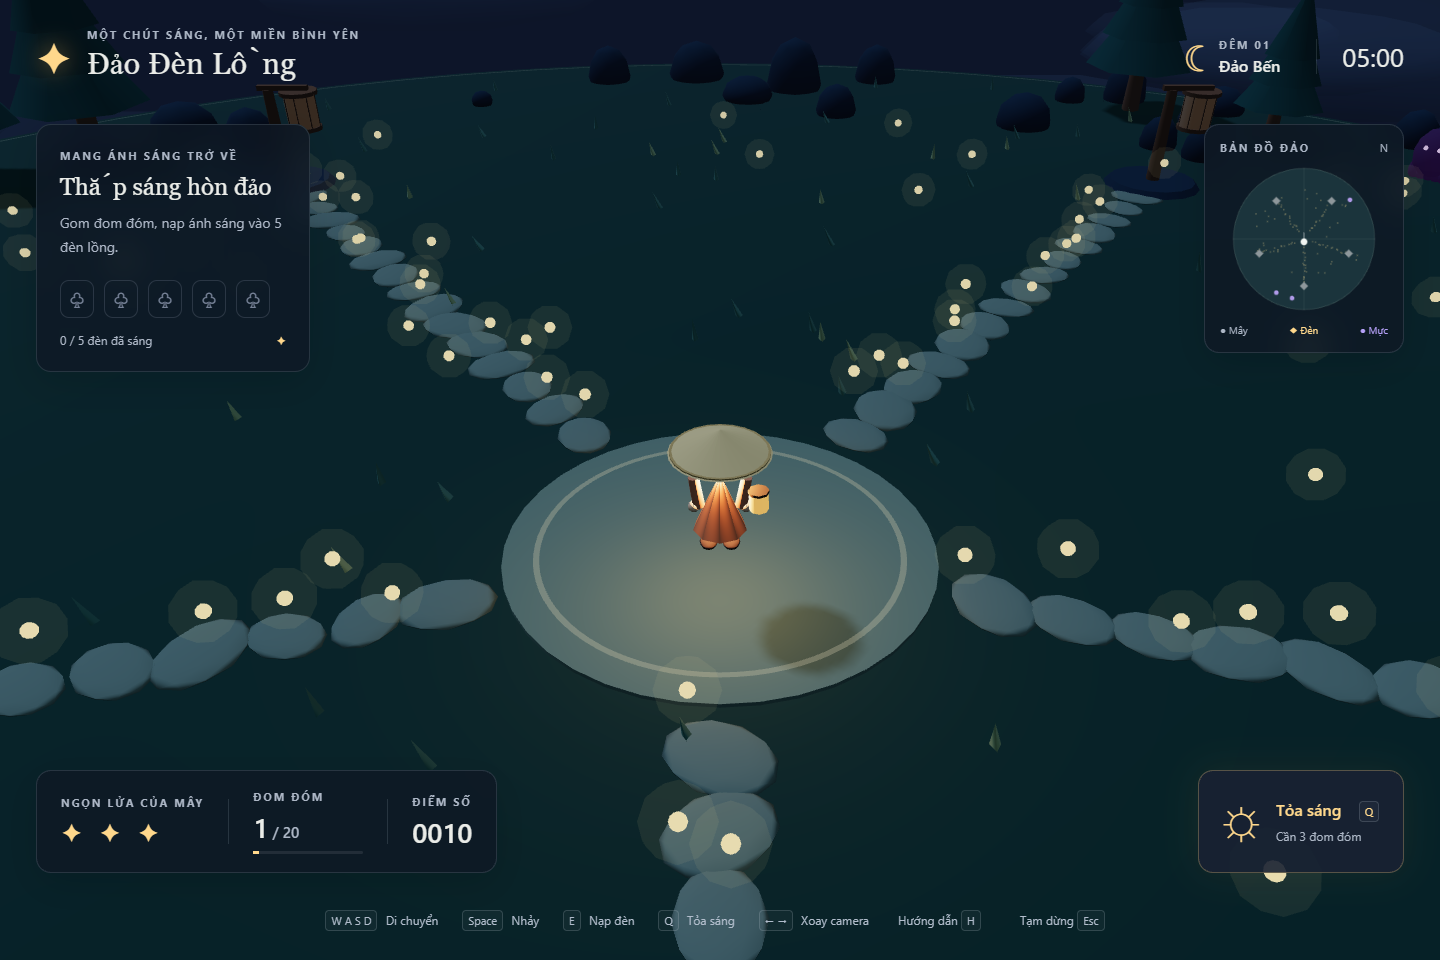 MỘT CHÚT SÁNG, MỘT MIỀN BÌNH YÊN
Đảo Đèn Lồng
ĐÊM 01
Đảo Bến
05:00
MANG ÁNH SÁNG TRỞ VỀ
Thắp sáng hòn đảo
Gom đom đóm, nạp ánh sáng vào 5
đèn lồng.
0 / 5 đèn đã sáng
BẢN ĐỒ ĐẢO N
Mây Đèn Mực
NGỌN LỬA CỦA MÂY
ĐOM ĐÓM
1 / 20
ĐIỂM SỐ
0010
Tỏa sáng Q
Cần 3 đom đóm
W A S D Di chuyển Space Nhảy E Nạp đèn Q Tỏa sáng ←→ Xoay camera Hướng dẫn H Tạm dừng Esc